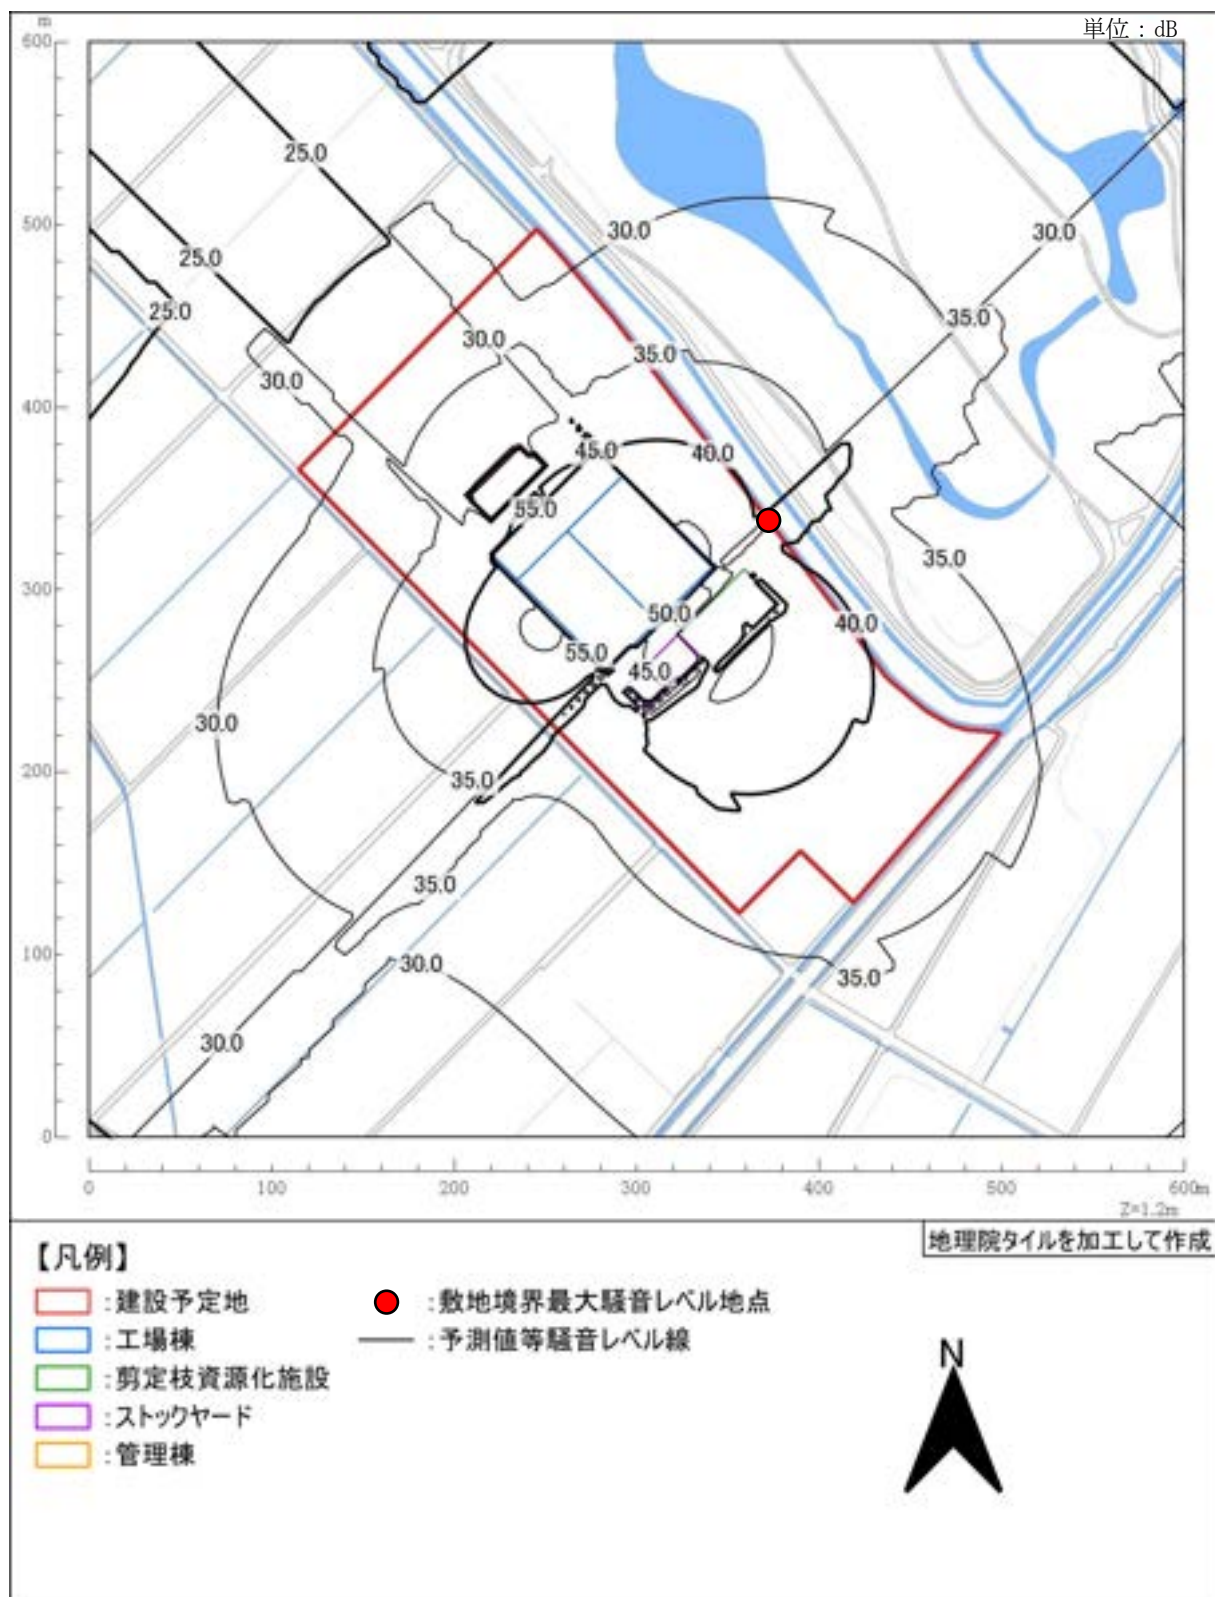 単位：dB
m
600
25.0
500
30.0
30.0
25.0
25.0
35.0
30.0
35.0
30.0
400
45.0
40.0
55.0
35.0
300
50.0
40.0
55.0
45.0
30.0
200
35.0
35.0
100
30.0
35.0
30.0
0
0
100
200
300
400
500
600m
Z=1.2m
地理院タイルを加工して作成
【凡例】
：建設予定地
：敷地境界最大騒音レベル地点
：工場棟
：予測値等騒音レベル線
：剪定枝資源化施設
：ストックヤード
：管理棟
N